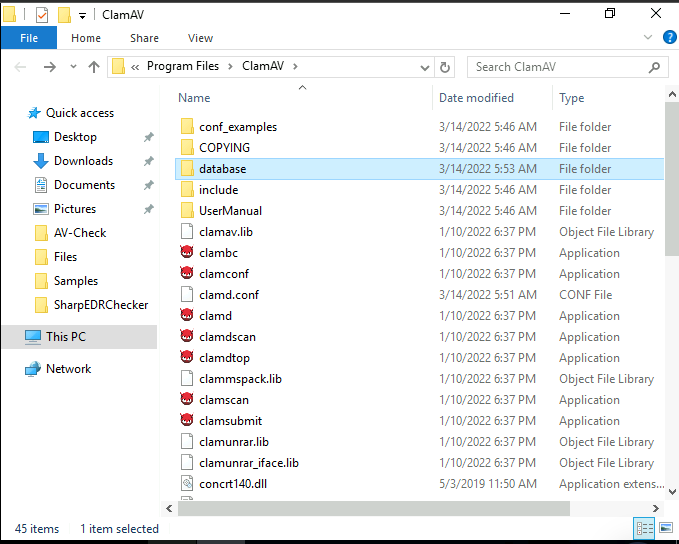 ClamAV
File Home Share View
« Program Files > ClamAV > Search ClamAV
Name Date modified Type
Quick access
Desktop
Downloads
Documents
Pictures
AV-Check
Files
Samples
SharpEDRChecker
This PC
Network
conf_examples 3/14/2022 5:46 AM File folder
COPYING 3/14/2022 5:46 AM File folder
database 3/14/2022 5:53 AM File folder
include 3/14/2022 5:46 AM File folder
UserManual 3/14/2022 5:46 AM File folder
clamav.lib 1/10/2022 6:37 PM Object File Library
clambc 1/10/2022 6:37 PM Application
clamconf 1/10/2022 6:37 PM Application
clamd.conf 3/14/2022 5:51 AM CONF File
clamd 1/10/2022 6:37 PM Application
clamdscan 1/10/2022 6:37 PM Application
clamdtop 1/10/2022 6:37 PM Application
clammspack.lib 1/10/2022 6:37 PM Object File Library
clamscan 1/10/2022 6:37 PM Application
clamsubmit 1/10/2022 6:37 PM Application
clamunrar.lib 1/10/2022 6:37 PM Object File Library
clamunrar_iface.lib 1/10/2022 6:37 PM Object File Library
concrt140.dll 5/3/2019 11:50 AM Application extens...
45 items 1 item selected